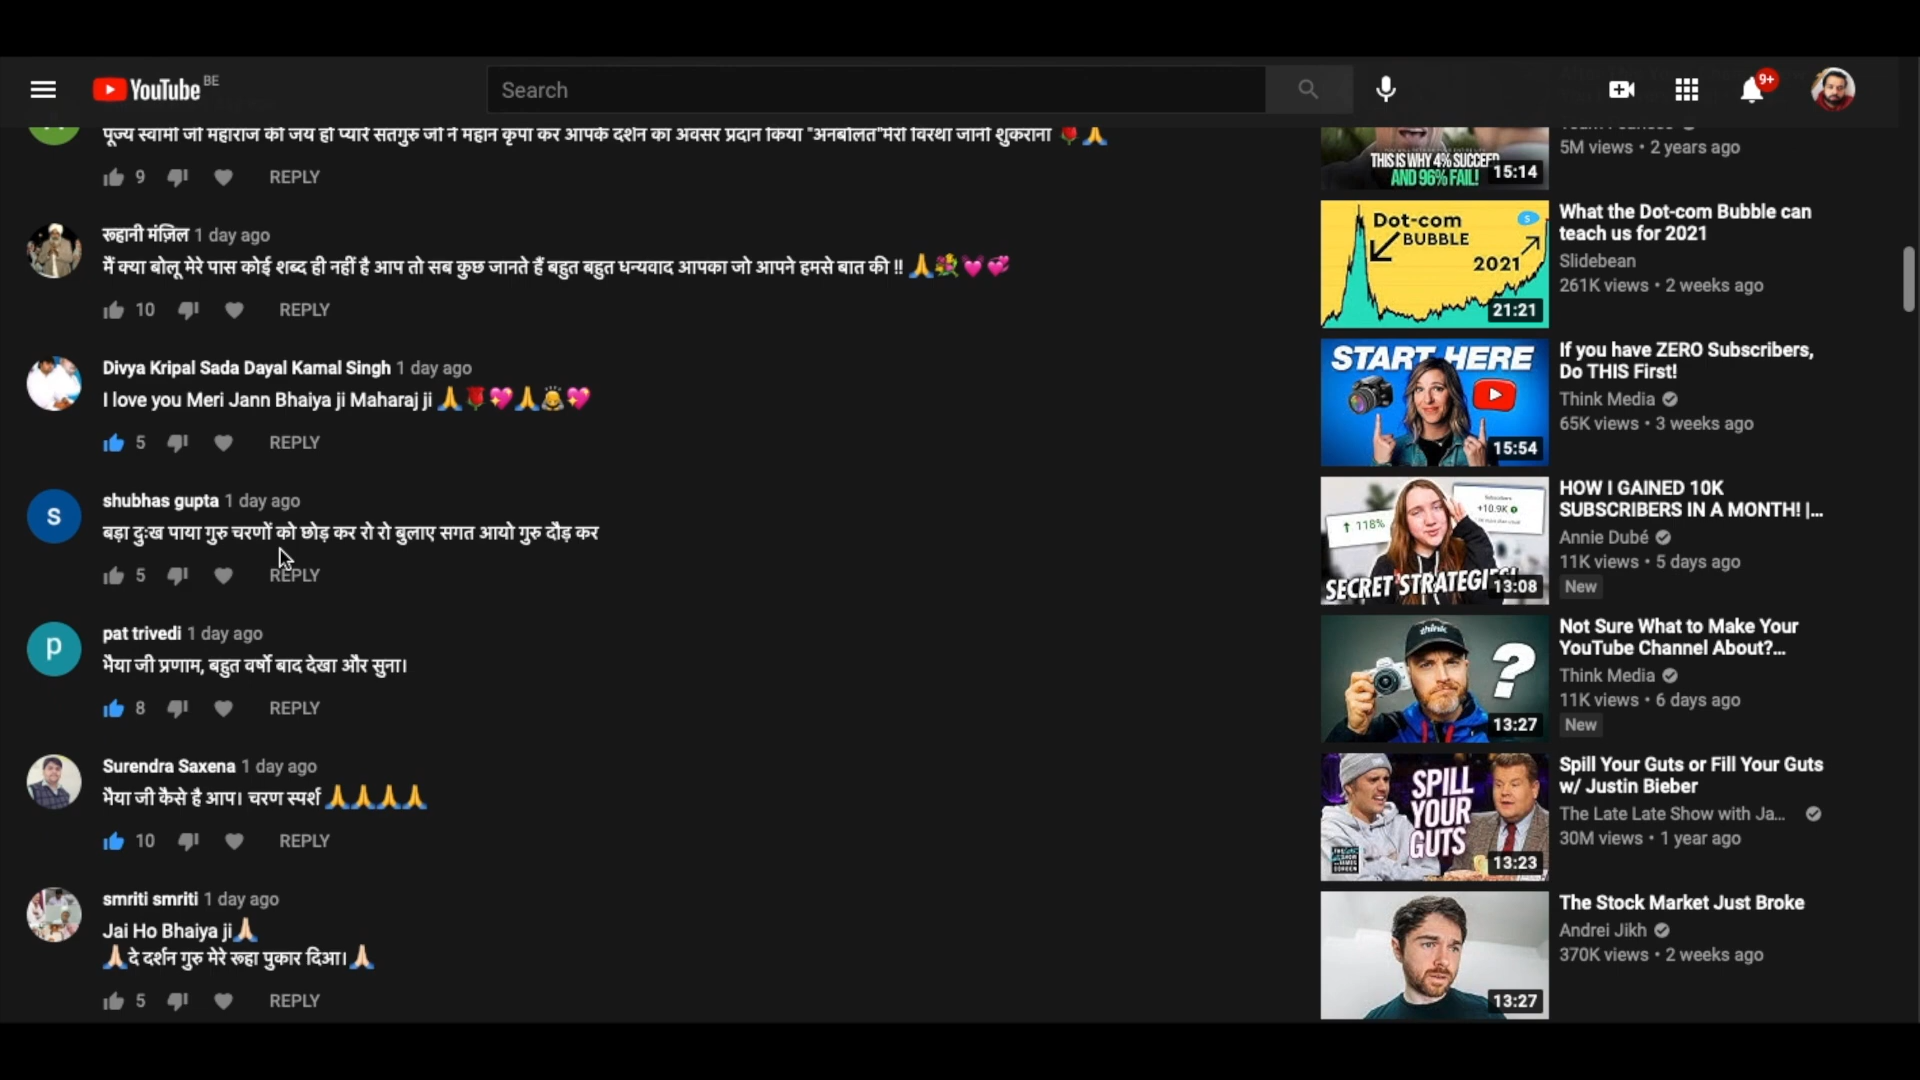 YouTube BE
Search
9+
पूज्य स्वामी जी महाराज की जय हो प्यारे सतगुरु जी ने महान कृपा कर आपके दर्शन का अवसर प्रदान किया "अनबोलत"मेरी विरथा जानी शुकराना 🌹🙏
9 REPLY
रूहानी मंज़िल 1 day ago
मैं क्या बोलू मेरे पास कोई शब्द ही नहीं है आप तो सब कुछ जानते हैं बहुत बहुत धन्यवाद आपका जो आपने हमसे बात की !! 🙏💐💓💞
10 REPLY
Divya Kripal Sada Dayal Kamal Singh 1 day ago
I love you Meri Jann Bhaiya ji Maharaj ji 🙏🌹💖🙏🙇💖
5 REPLY
S
shubhas gupta 1 day ago
बड़ा दुःख पाया गुरु चरणों को छोड़ कर रो रो बुलाए सगत आयो गुरु दौड़ कर
5 REPLY
p
pat trivedi 1 day ago
भैया जी प्रणाम, बहुत वर्षो बाद देखा और सुना।
8 REPLY
Surendra Saxena 1 day ago
भैया जी कैसे है आप। चरण स्पर्श 🙏🙏🙏🙏
10 REPLY
smriti smriti 1 day ago
Jai Ho Bhaiya ji🙏🏻
🙏🏻दे दर्शन गुरु मेरे रूहा पुकार दिआ।🙏🏻
5 REPLY
THIS IS WHY 4% SUCCEED
AND 96% FAIL!
15:14
5M views • 2 years ago
Dot-com
BUBBLE
2021
S
21:21
What the Dot-com Bubble can
teach us for 2021
Slidebean
261K views • 2 weeks ago
START HERE
15:54
If you have ZERO Subscribers,
Do THIS First!
Think Media
65K views • 3 weeks ago
↑ 118%
Subscribers
+10.9K
SECRET STRATEGIES!
13:08
HOW I GAINED 10K
SUBSCRIBERS IN A MONTH! |...
Annie Dubé
11K views • 5 days ago
New
think
?
13:27
Not Sure What to Make Your
YouTube Channel About?...
Think Media
11K views • 6 days ago
New
SPILL
YOUR
GUTS
13:23
Spill Your Guts or Fill Your Guts
w/ Justin Bieber
The Late Late Show with Ja...
30M views • 1 year ago
13:27
The Stock Market Just Broke
Andrei Jikh
370K views • 2 weeks ago